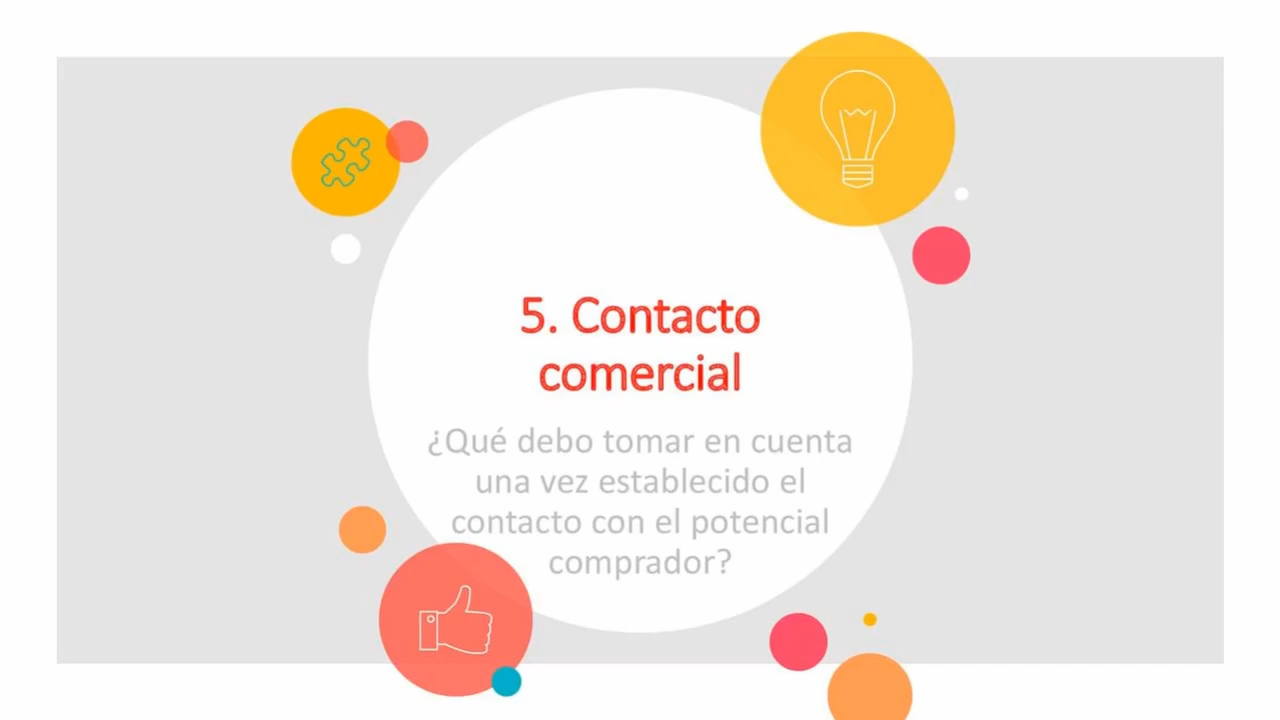 5. Contacto
comercial
¿Qué debo tomar en cuenta
una vez establecido el
contacto con el potencial
comprador?